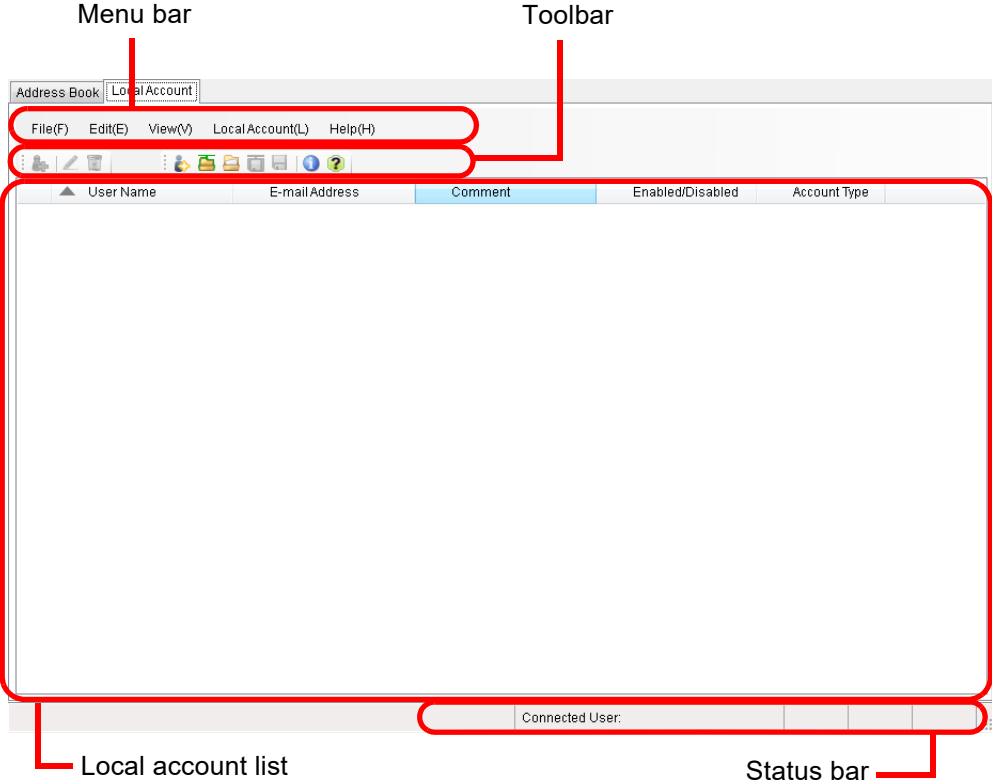 Menu bar
Toolbar
Address Book
Local Account
File(F) Edit(E) View(V) Local Account(L) Help(H)
User Name E-mail Address Comment Enabled/Disabled Account Type
Connected User:
Local account list
Status bar